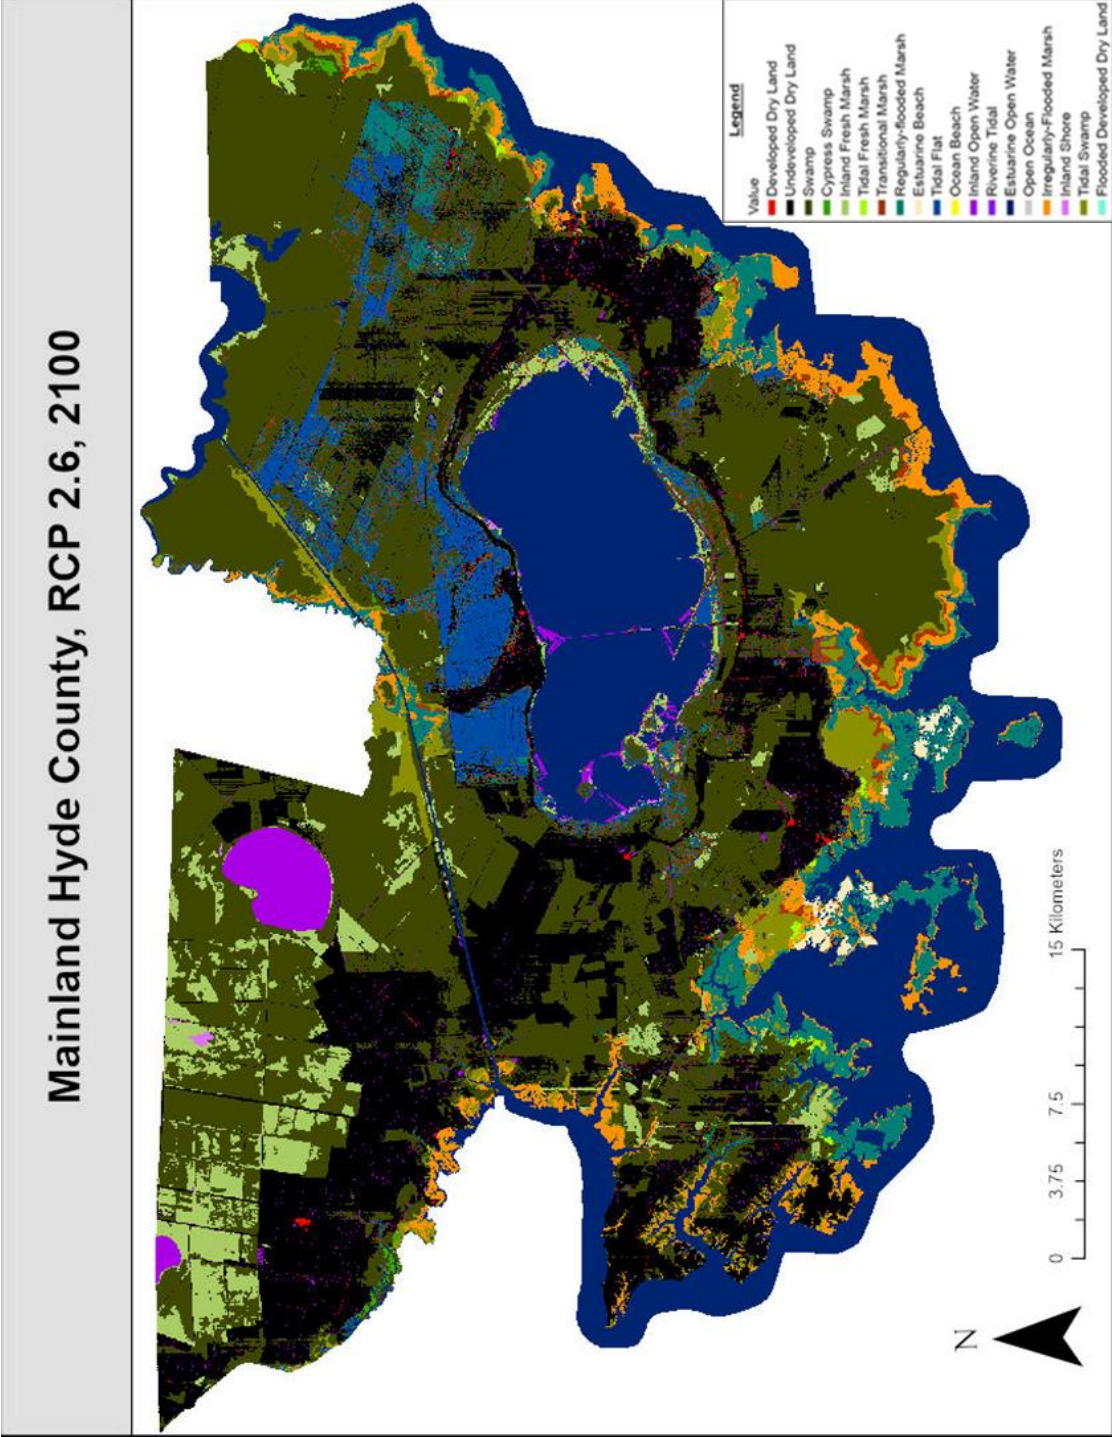 Mainland Hyde County, RCP 2.6, 2100
Legend
Value
Developed Dry Land
Undeveloped Dry Land
Swamp
Cypress Swamp
Inland Fresh Marsh
Tidal Fresh Marsh
Transitional Marsh
Regularly-flooded Marsh
Estuarine Beach
Tidal Flat
Ocean Beach
Inland Open Water
Riverine Tidal
Estuarine Open Water
Open Ocean
Irregularly-Flooded Marsh
Inland Shore
Tidal Swamp
Flooded Developed Dry Land
N
0 3.75 7.5 15 Kilometers